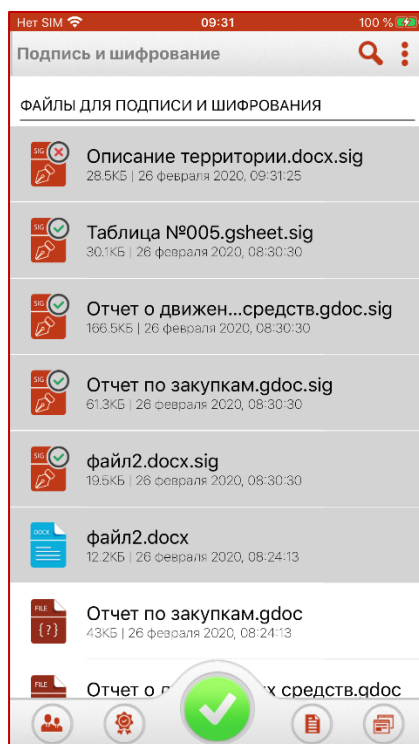 Нет SIM 09:31 100 %
Подпись и шифрование
ФАЙЛЫ ДЛЯ ПОДПИСИ И ШИФРОВАНИЯ
SIG
Описание территории.docx.sig
28.5КБ | 26 февраля 2020, 09:31:25
SIG
Таблица №005.gsheet.sig
30.1КБ | 26 февраля 2020, 08:30:30
SIG
Отчет о движен...средств.gdoc.sig
166.5КБ | 26 февраля 2020, 08:30:30
SIG
Отчет по закупкам.gdoc.sig
61.3КБ | 26 февраля 2020, 08:30:30
SIG
файл2.docx.sig
19.5КБ | 26 февраля 2020, 08:30:30
DOCX
файл2.docx
12.2КБ | 26 февраля 2020, 08:24:13
FILE
{?}
Отчет по закупкам.gdoc
43КБ | 26 февраля 2020, 08:24:13
FILE
Отчет о средств.gdoc